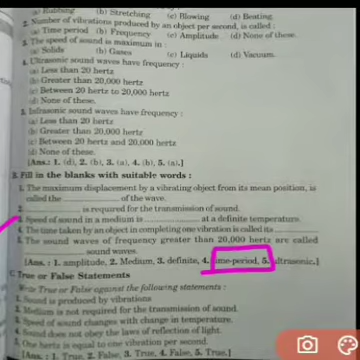 (a) Rubbing (b) Stretching (c) Blowing (d) Beating.
2. Number of vibrations produced by an object per second, is called :
(a) Time period (b) Frequency (c) Amplitude (d) None of these.
3. The speed of sound is maximum in :
(a) Solids (b) Gases (c) Liquids (d) Vacuum.
4. Ultrasonic sound waves have frequency :
(a) Less than 20 hertz
(b) Greater than 20,000 hertz
(c) Between 20 hertz to 20,000 hertz
(d) None of these.
5. Infrasonic sound waves have frequency :
(a) Less than 20 hertz
(b) Greater than 20,000 hertz
(c) Between 20 hertz and 20,000 hertz
(d) None of these.
[Ans.: 1. (d), 2. (b), 3. (a), 4. (b), 5. (a).]
Fill in the blanks with suitable words :
1. The maximum displacement by a vibrating object from its mean position, is
called the .................... of the wave.
2. .................... is required for the transmission of sound.
3. Speed of sound in a medium is .................... at a definite temperature.
4. The time taken by an object in completing one vibration is called its ....................
5. The sound waves of frequency greater than 20,000 hertz are called
.................... sound waves.
[Ans. : 1. amplitude, 2. Medium, 3. definite, 4. time-period, 5. ultrasonic.]
True or False Statements
Write True or False against the following statements :
1. Sound is produced by vibrations
2. Medium is not required for the transmission of sound.
3. Speed of sound changes with change in temperature.
4. Sound does not obey the laws of reflection of light.
5. One hertz is equal to one vibration per second.
[Ans. : 1. True, 2. False, 3. True, 4. False, 5. True.]